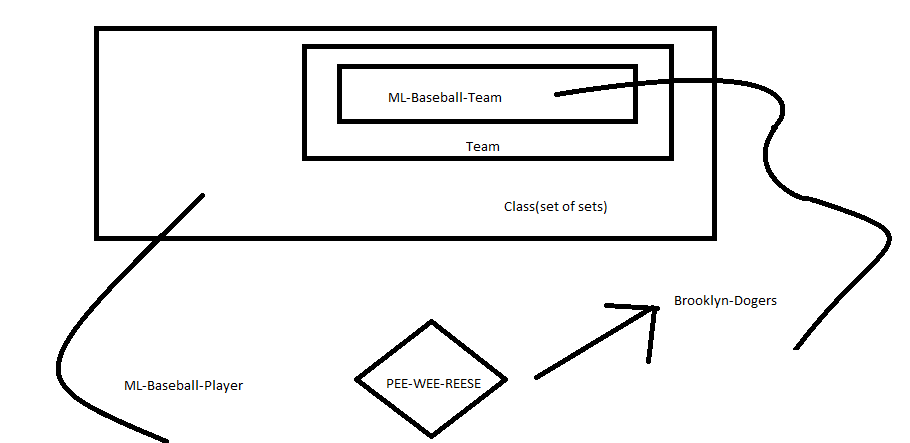 ML-Baseball-Team
Team
Class(set of sets)
Brooklyn-Dogers
ML-Baseball-Player
PEE-WEE-REESE